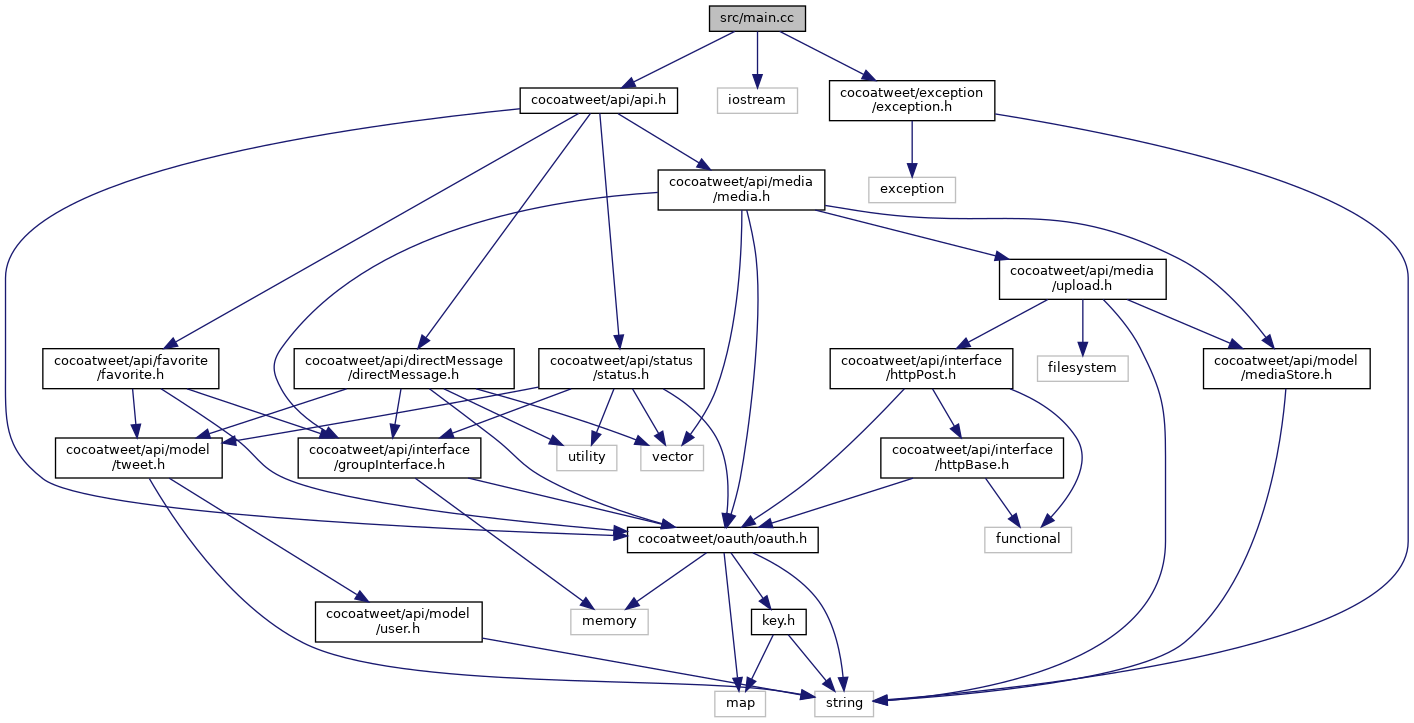 src/main.cc
cocoatweet/api/api.h
iostream
cocoatweet/exception
/exception.h
cocoatweet/api/media
/media.h
exception
cocoatweet/api/media
/upload.h
cocoatweet/api/favorite
/favorite.h
cocoatweet/api/directMessage
/directMessage.h
cocoatweet/api/status
/status.h
cocoatweet/api/interface
/httpPost.h
filesystem
cocoatweet/api/model
/mediaStore.h
cocoatweet/api/model
/tweet.h
cocoatweet/api/interface
/groupInterface.h
utility
vector
cocoatweet/api/interface
/httpBase.h
cocoatweet/oauth/oauth.h
functional
cocoatweet/api/model
/user.h
memory
key.h
map
string